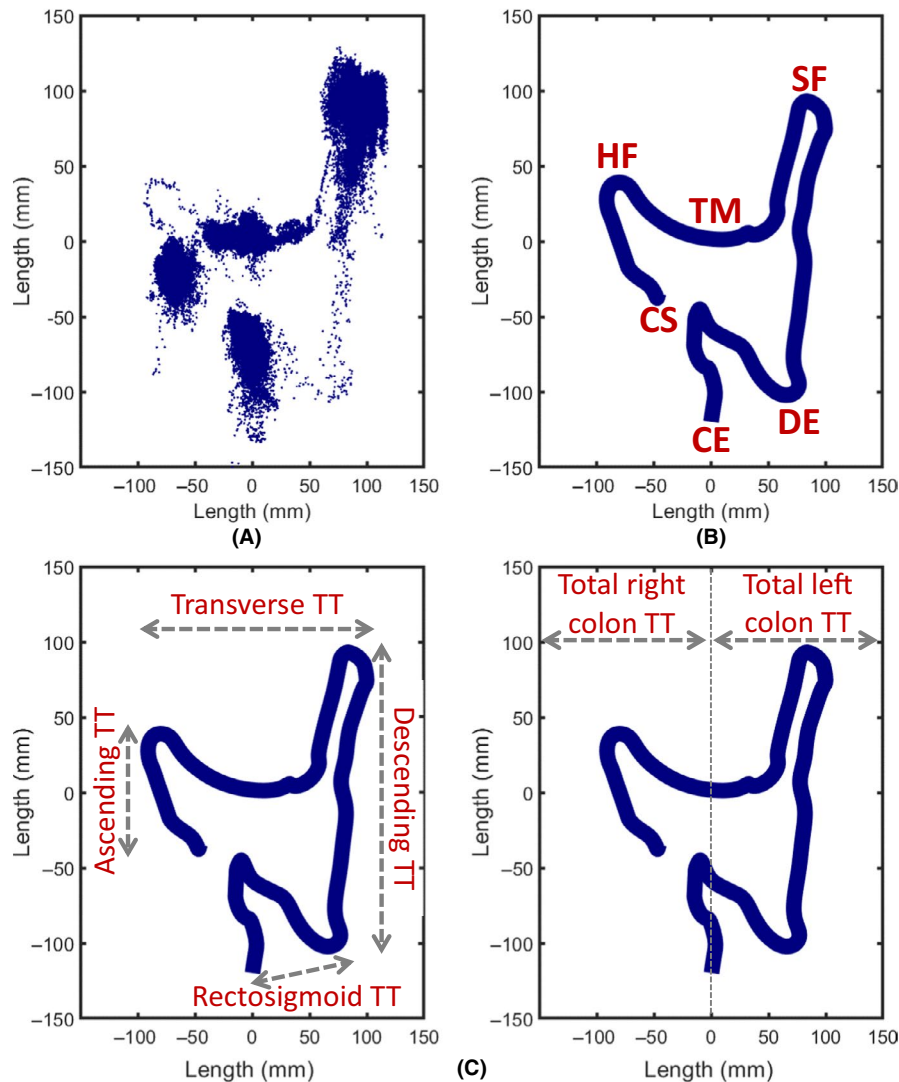 150
100
50
0
−50
−100
−150
−100
−50
0
50
100
150
Length (mm)
Length (mm)
(A)
150
100
50
0
−50
−100
−150
−100
−50
0
50
100
150
Length (mm)
Length (mm)
SF
HF
TM
CS
CE
DE
(B)
150
100
50
0
−50
−100
−150
−100
−50
0
50
100
150
Length (mm)
Length (mm)
Transverse TT
Ascending TT
Descending TT
Rectosigmoid TT
150
100
50
0
−50
−100
−150
−100
−50
0
50
100
150
Length (mm)
Length (mm)
Total right
colon TT
Total left
colon TT
(C)